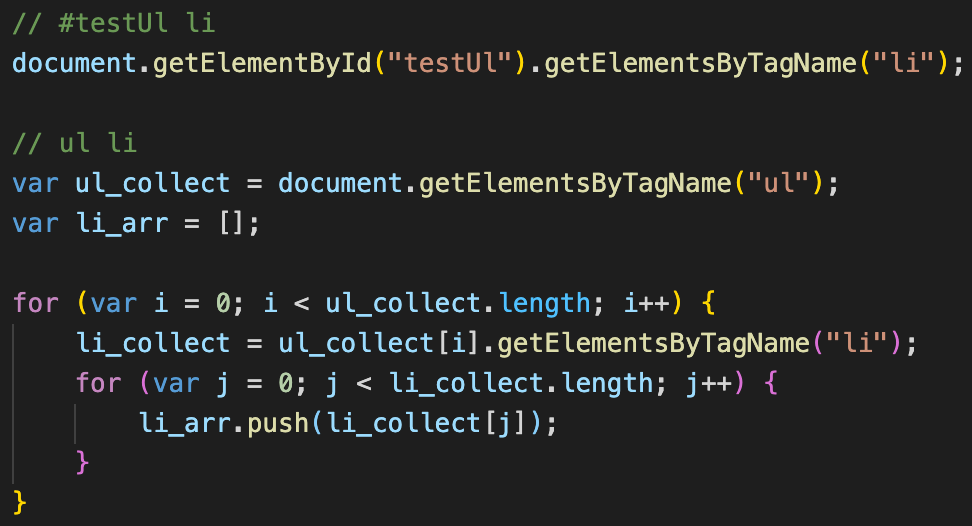 // #testUl li
document.getElementById("testUl").getElementsByTagName("li");
// ul li
var ul_collect = document.getElementsByTagName("ul");
var li_arr = [];
for (var i = 0; i < ul_collect.length; i++) {
    li_collect = ul_collect[i].getElementsByTagName("li");
    for (var j = 0; j < li_collect.length; j++) {
        li_arr.push(li_collect[j]);
    }
}